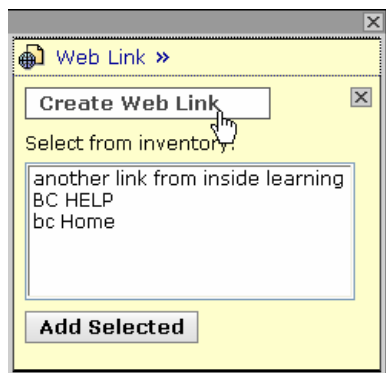 Web Link »
Create Web Link
Select from inventory:
another link from inside learning
BC HELP
bc Home
Add Selected